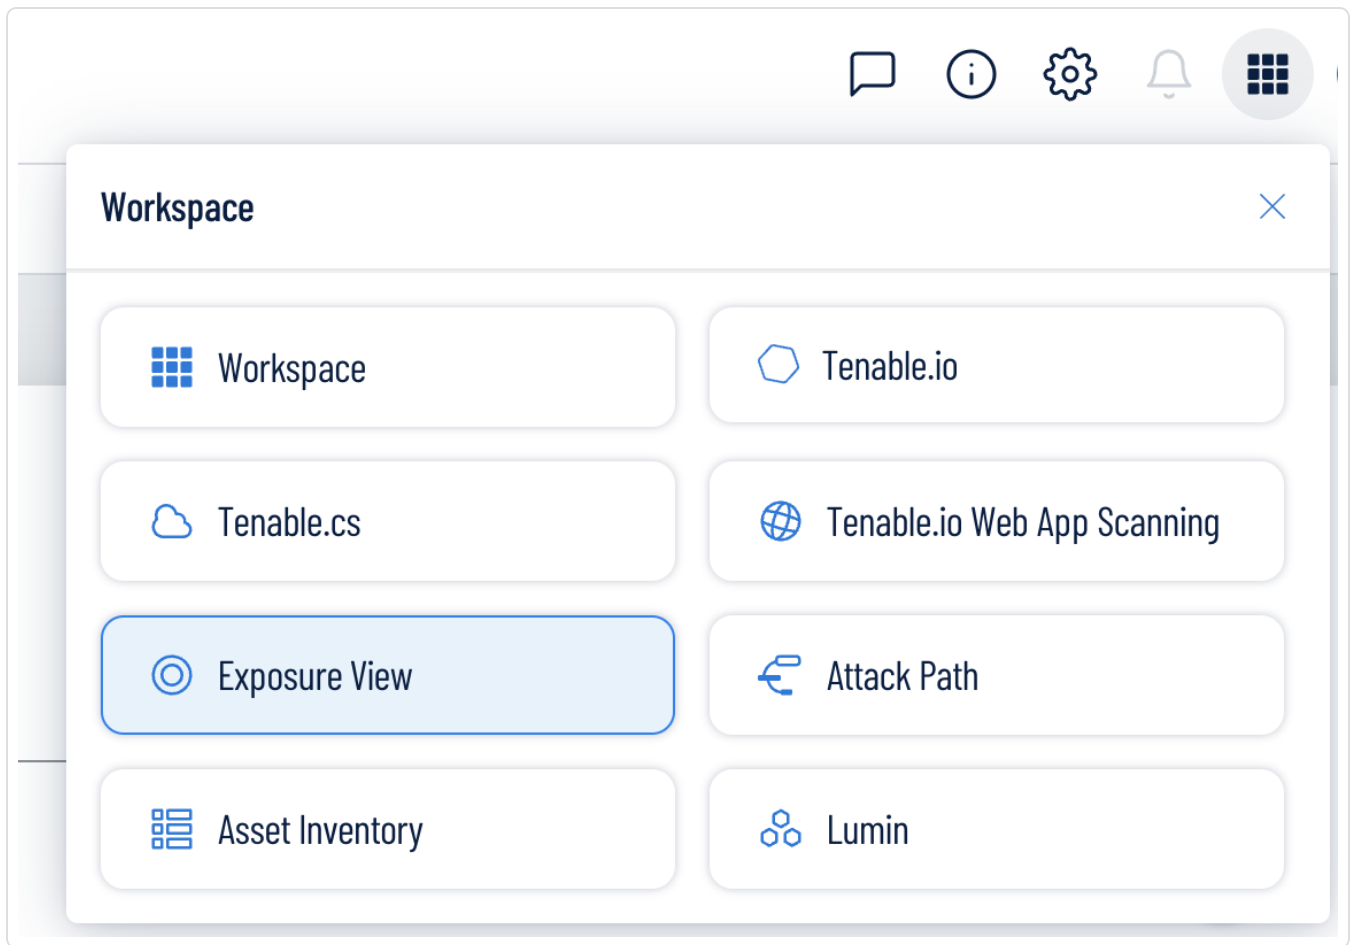 Workspace
Workspace
Tenable.io
Tenable.cs
Tenable.io Web App Scanning
Exposure View
Attack Path
Asset Inventory
Lumin